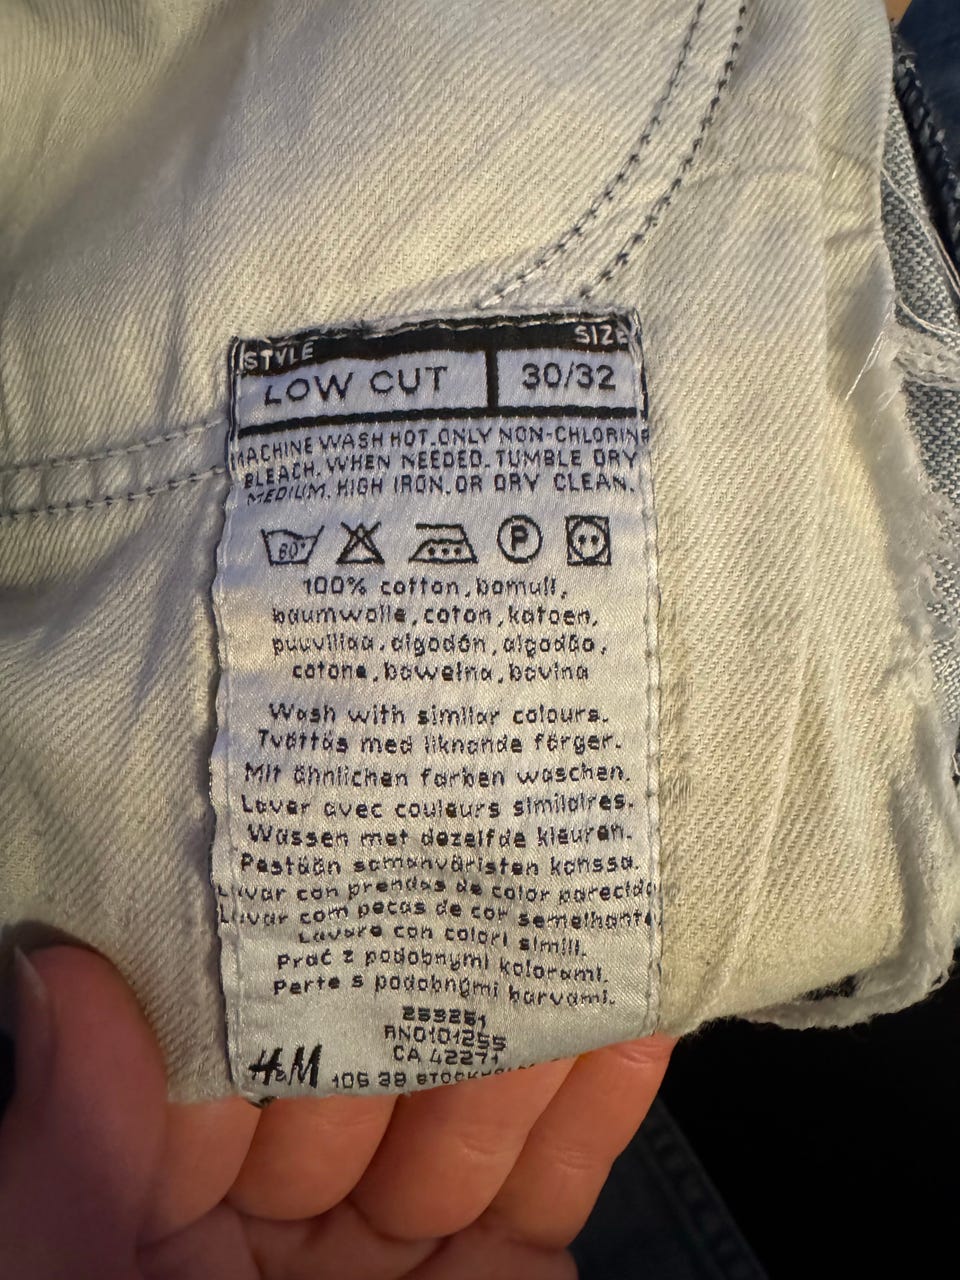 STYLE SIZE
LOW CUT 30/32
MACHINE WASH HOT. ONLY NON-CHLORINE
BLEACH. WHEN NEEDED. TUMBLE DRY
MEDIUM. HIGH IRON. OR DRY CLEAN.
60° P
100% cotton, bomull,
baumwolle, coton, katoen,
puuvillaa, algodón, algodão,
cotone, bawełna, bavlna
Wash with similar colours.
Tvättas med liknande färger.
Mit ähnlichen farben waschen.
Laver avec couleurs similaires.
Wassen met dezelfde kleuren.
Pestään samanväristen kanssa.
Lavar con prendas de color parecido
Lavar com peças de cor semelhante
Lavare con colori simili.
Prać z podobnymi kolorami.
Perte s podobnými barvami.
253251
RN0101255
CA 42271
H&M 106 38 STOCKHOLM